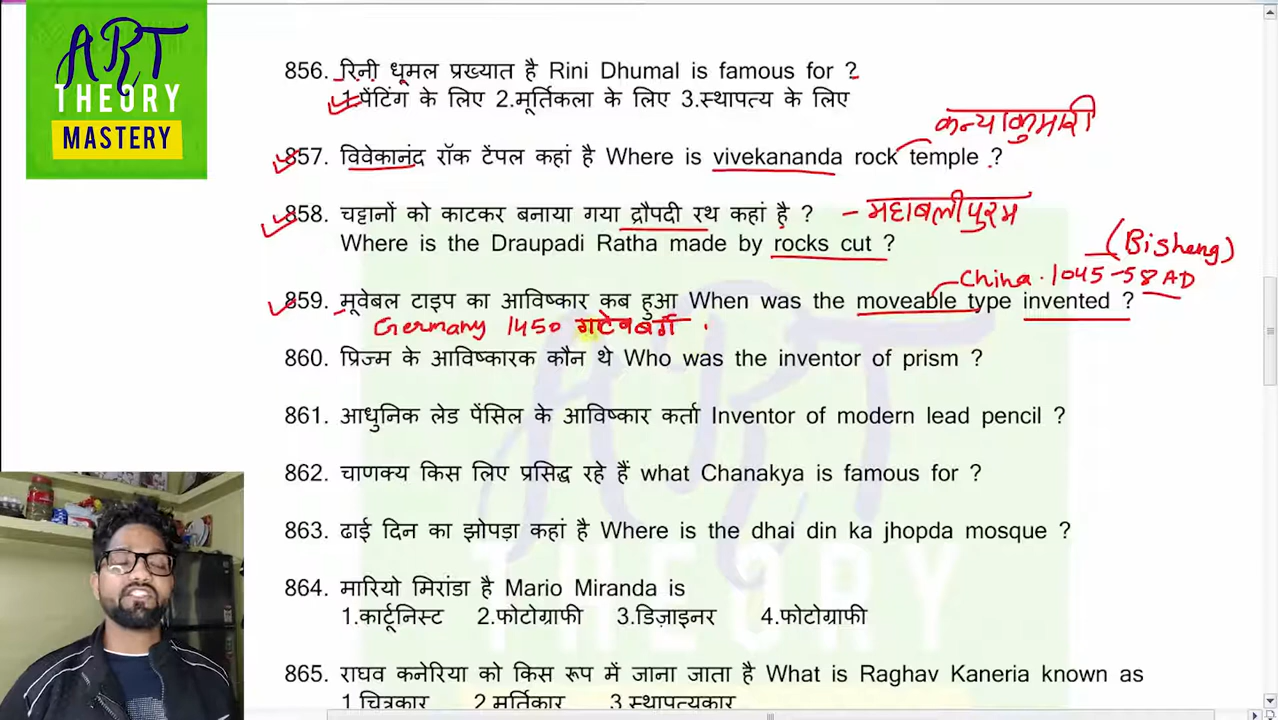 ART
THEORY
MASTERY
856. रिनी धूमल प्रख्यात है Rini Dhumal is famous for ?
1.पेंटिंग के लिए 2.मूर्तिकला के लिए 3.स्थापत्य के लिए
कन्याकुमारी
857. विवेकानंद रॉक टेंपल कहां है Where is vivekananda rock temple ?
858. चट्टानों को काटकर बनाया गया द्रौपदी रथ कहां है ? – महाबलीपुरम
Where is the Draupadi Ratha made by rocks cut ?
(Bisheng)
China. 1045-58 AD
859. मूवेबल टाइप का आविष्कार कब हुआ When was the moveable type invented ?
Germany 1450 गटेनबर्ग
860. प्रिज्म के आविष्कारक कौन थे Who was the inventor of prism ?
861. आधुनिक लेड पेंसिल के आविष्कार कर्ता Inventor of modern lead pencil ?
862. चाणक्य किस लिए प्रसिद्ध रहे हैं what Chanakya is famous for ?
863. ढाई दिन का झोपड़ा कहां है Where is the dhai din ka jhopda mosque ?
864. मारियो मिरांडा है Mario Miranda is
1.कार्टूनिस्ट 2.फोटोग्राफी 3.डिज़ाइनर 4.फोटोग्राफी
865. राघव कनेरिया को किस रूप में जाना जाता है What is Raghav Kaneria known as
1 चित्रकार 2 मूर्तिकार 3 स्थापत्यकार